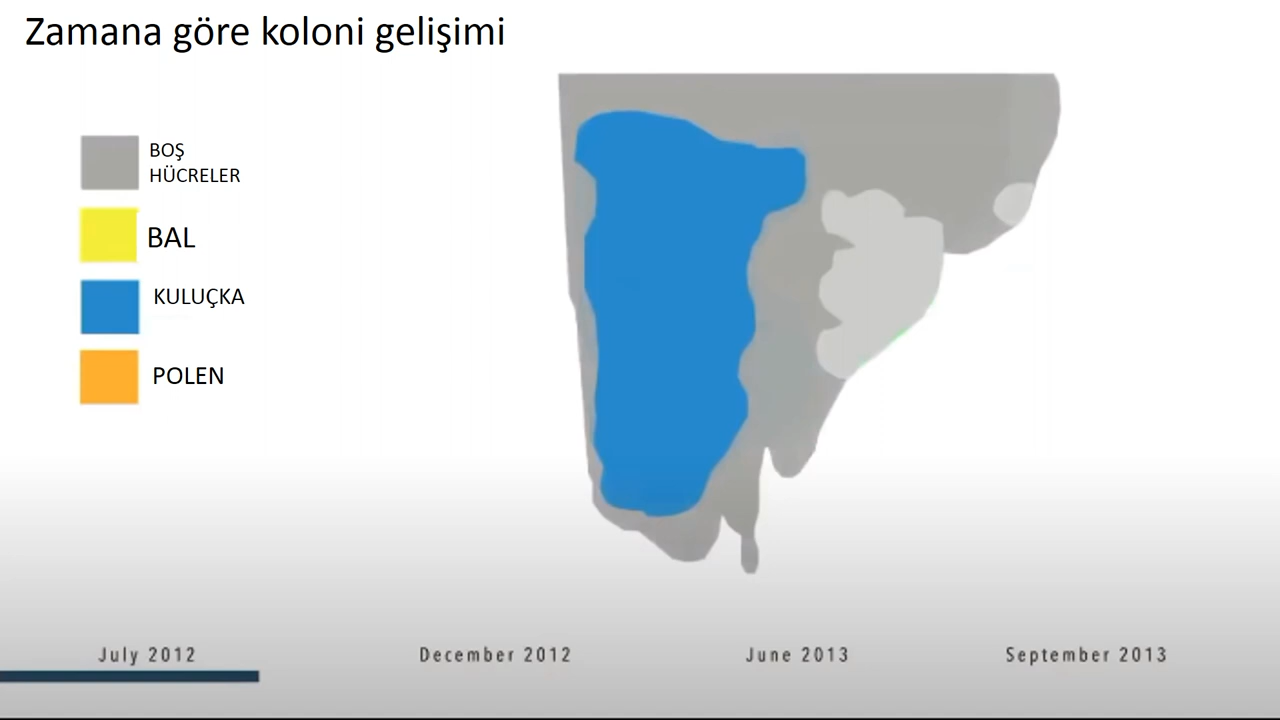 Zamana göre koloni gelişimi
BOŞ
HÜCRELER
BAL
KULUÇKA
POLEN
July 2012
December 2012
June 2013
September 2013